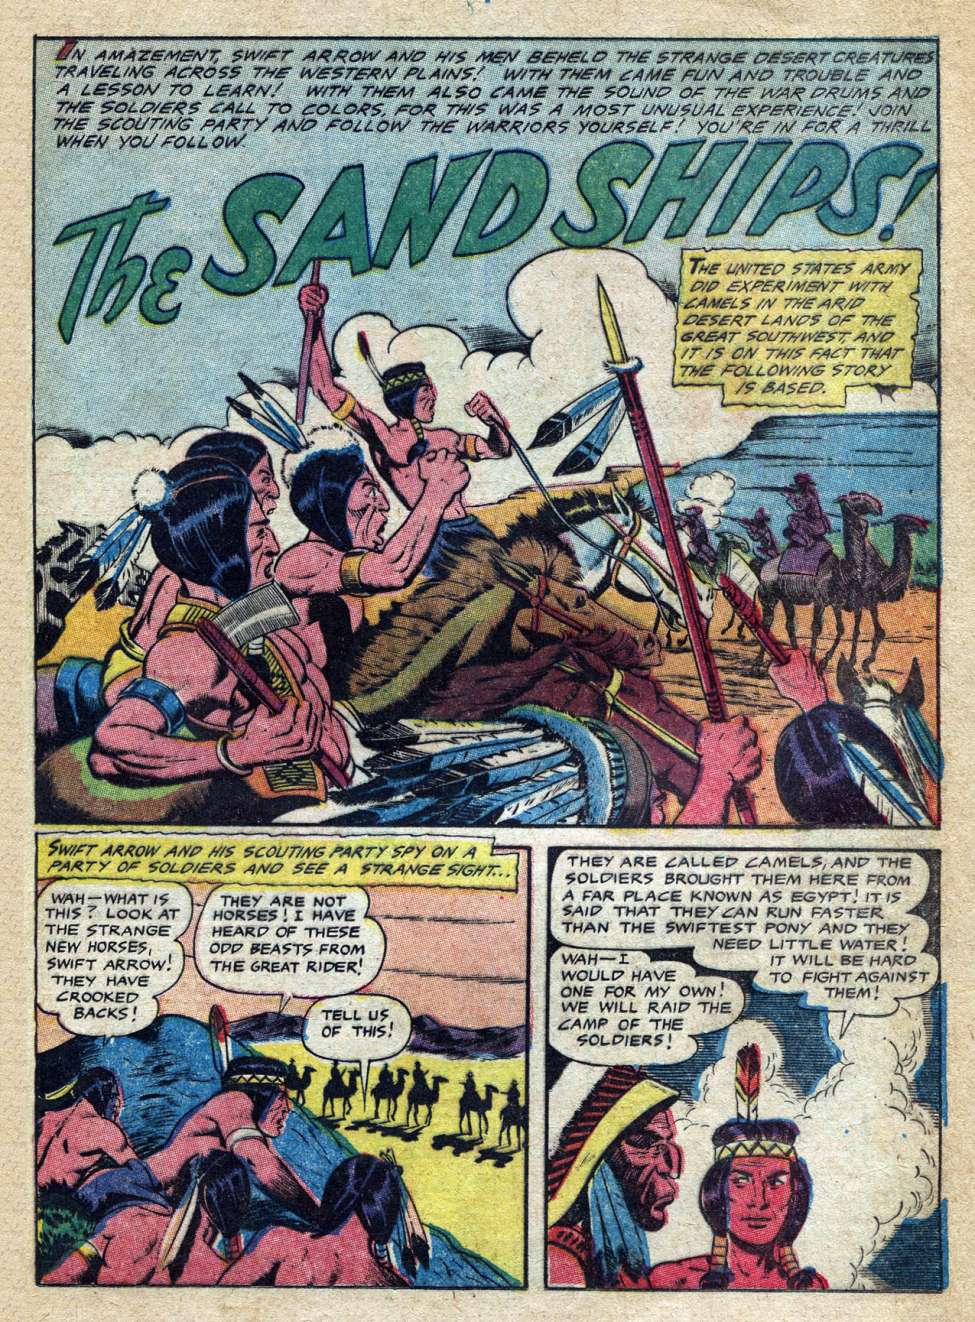 IN AMAZEMENT, SWIFT ARROW AND HIS MEN BEHELD THE STRANGE DESERT CREATURES
TRAVELING ACROSS THE WESTERN PLAINS! WITH THEM CAME FUN AND TROUBLE AND
A LESSON TO LEARN! WITH THEM ALSO CAME THE SOUND OF THE WAR DRUMS AND
THE SOLDIERS CALL TO COLORS, FOR THIS WAS A MOST UNUSUAL EXPERIENCE! JOIN
THE SCOUTING PARTY AND FOLLOW THE WARRIORS YOURSELF! YOU'RE IN FOR A THRILL
WHEN YOU FOLLOW.
THE SAND SHIPS!
THE UNITED STATES ARMY
DID EXPERIMENT WITH
CAMELS IN THE ARID
DESERT LANDS OF THE
GREAT SOUTHWEST, AND
IT IS ON THIS FACT THAT
THE FOLLOWING STORY
IS BASED.
SWIFT ARROW AND HIS SCOUTING PARTY SPY ON A
PARTY OF SOLDIERS AND SEE A STRANGE SIGHT...
WAH—WHAT IS
THIS? LOOK AT
THE STRANGE
NEW HORSES,
SWIFT ARROW!
THEY HAVE
CROOKED
BACKS!
THEY ARE NOT
HORSES! I HAVE
HEARD OF THESE
ODD BEASTS FROM
THE GREAT RIDER!
TELL US
OF THIS!
THEY ARE CALLED CAMELS, AND THE
SOLDIERS BROUGHT THEM HERE FROM
A FAR PLACE KNOWN AS EGYPT! IT IS
SAID THAT THEY CAN RUN FASTER
THAN THE SWIFTEST PONY AND THEY
NEED LITTLE WATER!
IT WILL BE HARD
TO FIGHT AGAINST
THEM!
WAH—I
WOULD HAVE
ONE FOR MY OWN!
WE WILL RAID THE
CAMP OF THE
SOLDIERS!